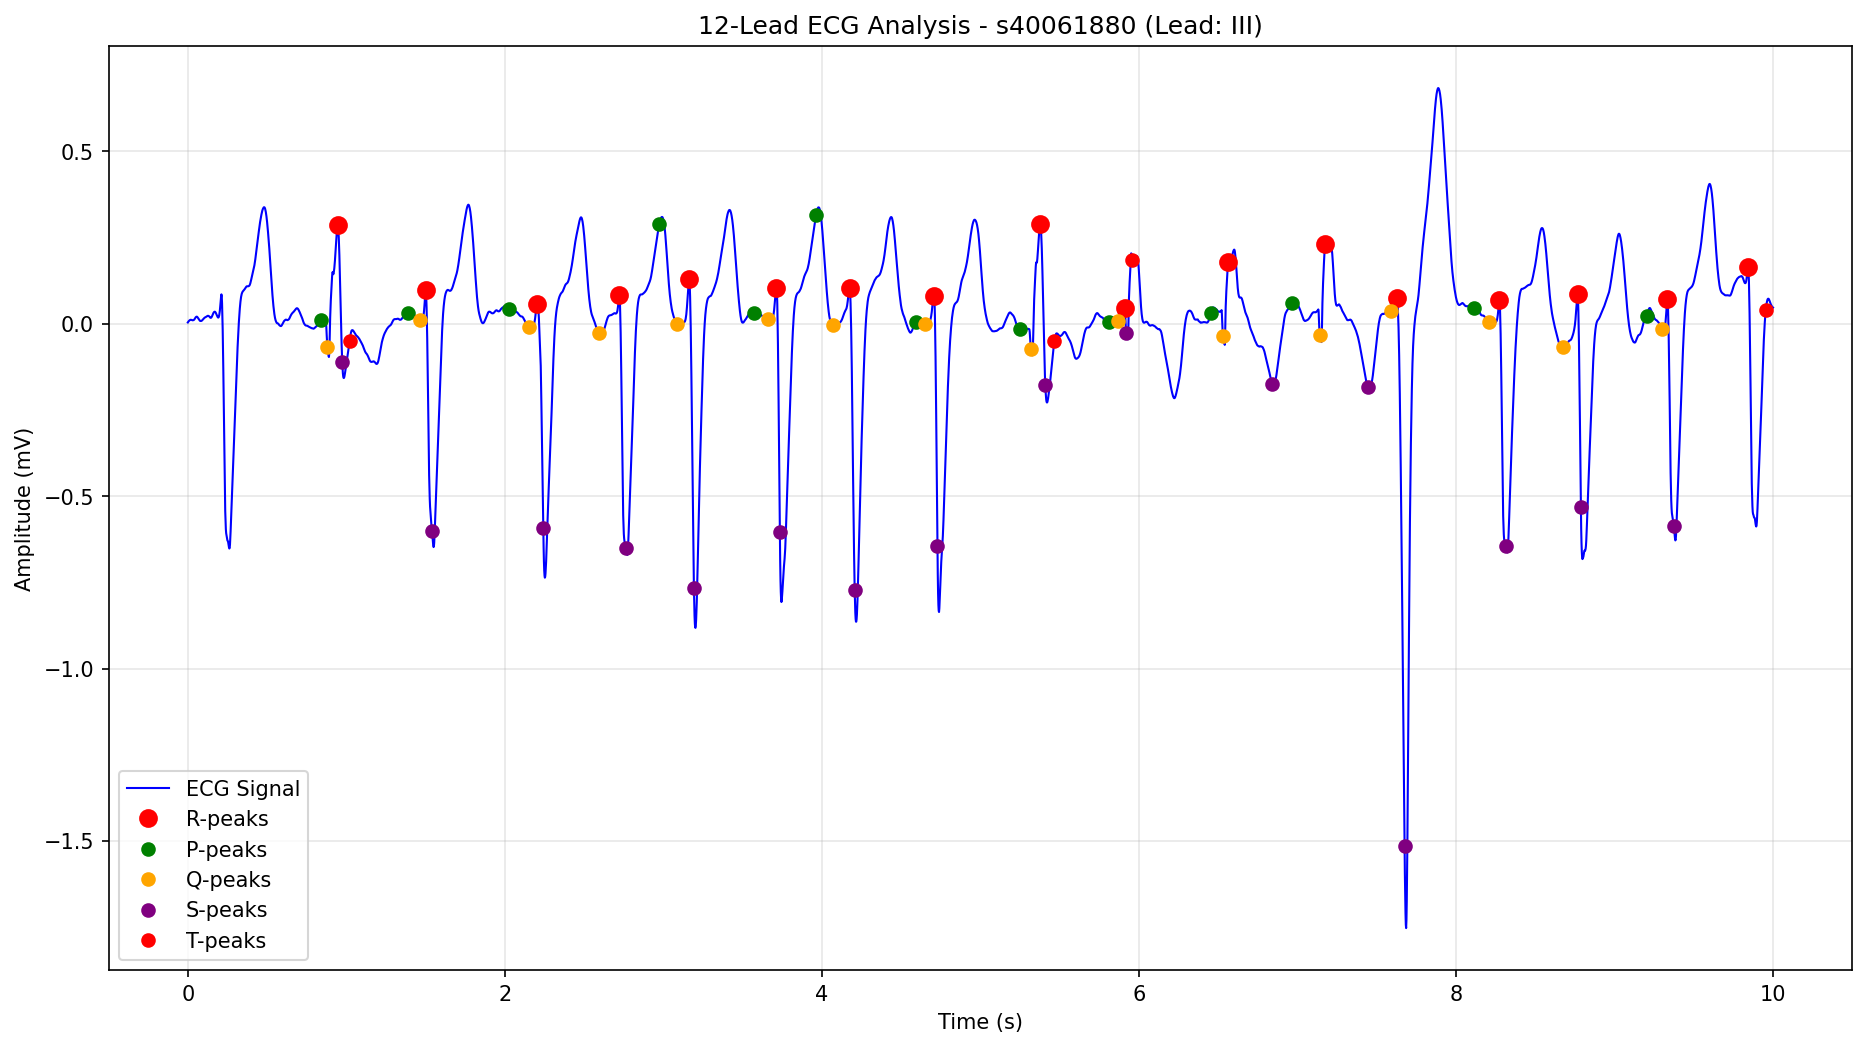 12-Lead ECG Analysis - s40061880 (Lead: III)
0.5
0.0
−0.5
−1.0
−1.5
Amplitude (mV)
ECG Signal
R-peaks
P-peaks
Q-peaks
S-peaks
T-peaks
0 2 4 6 8 10
Time (s)